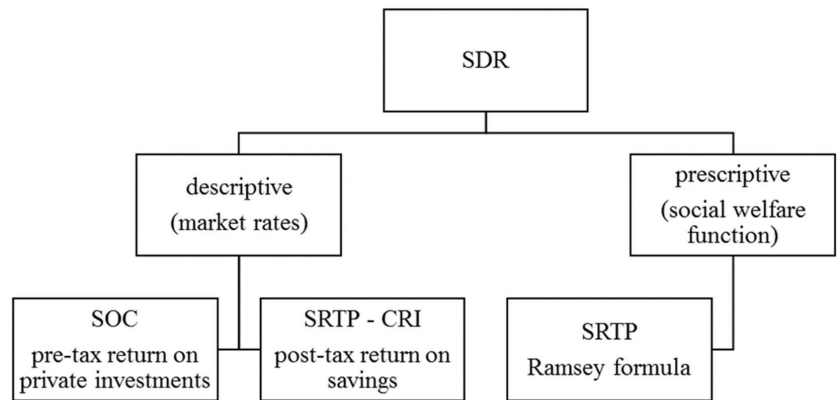 SDR
descriptive
(market rates)
prescriptive
(social welfare
function)
SOC
pre-tax return on
private investments
SRTP - CRI
post-tax return on
savings
SRTP
Ramsey formula